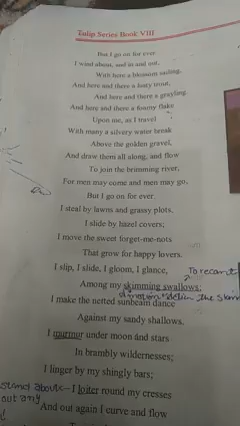 Tulip Series Book VIII
But I go on for ever.
I wind about, and in and out,
With here a blossom sailing,
And here and there a lusty trout,
And here and there a grayling
And here and there a foamy flake
Upon me, as I travel
With many a silvery water break
Above the golden gravel,
And draw them all along, and flow
To join the brimming river,
For men may come and men may go,
But I go on for ever.
I steal by lawns and grassy plots,
I slide by hazel covers;
I move the sweet forget-me-nots
That grow for happy lovers.
I slip, I slide, I gloom, I glance,
Among my skimming swallows;
I make the netted sunbeam dance
Against my sandy shallows.
I murmur under moon and stars
In brambly wildernesses;
I linger by my shingly bars;
I loiter round my cresses
And out again I curve and flow